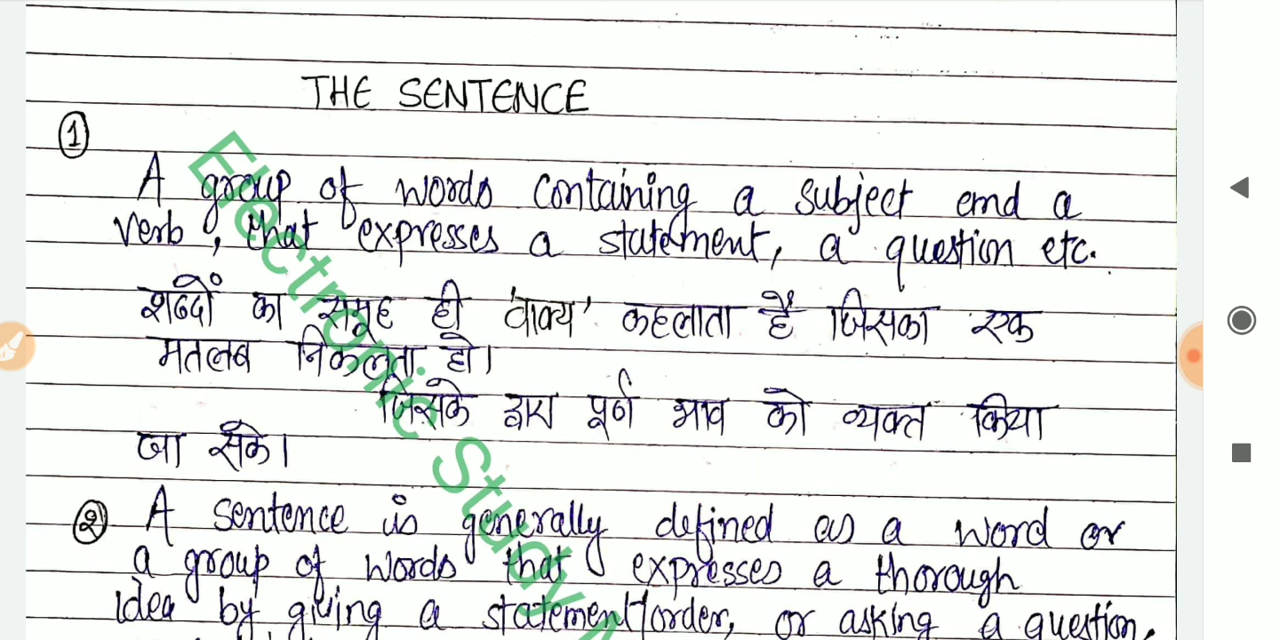 THE SENTENCE
①
A group of words containing a subject and a
verb, that expresses a statement, a question etc.
शब्दों का समूह ही 'वाक्य' कहलाता है जिसका एक
मतलब निकलता हो।
जिसके द्वारा पूर्ण भाव को व्यक्त किया
जा सके।
② A sentence is generally defined as a word or
a group of words that expresses a thorough
idea by giving a statement/order, or asking a question,
Electronic Study